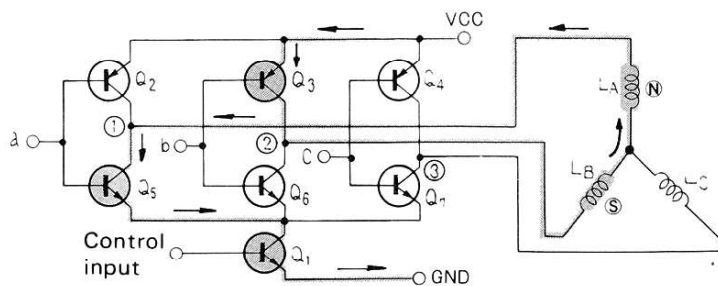 VCC
Q2
Q3
Q4
LA
N
a
1
b
2
C
3
LB
LC
S
Q5
Q6
Q7
Control
input
Q1
GND